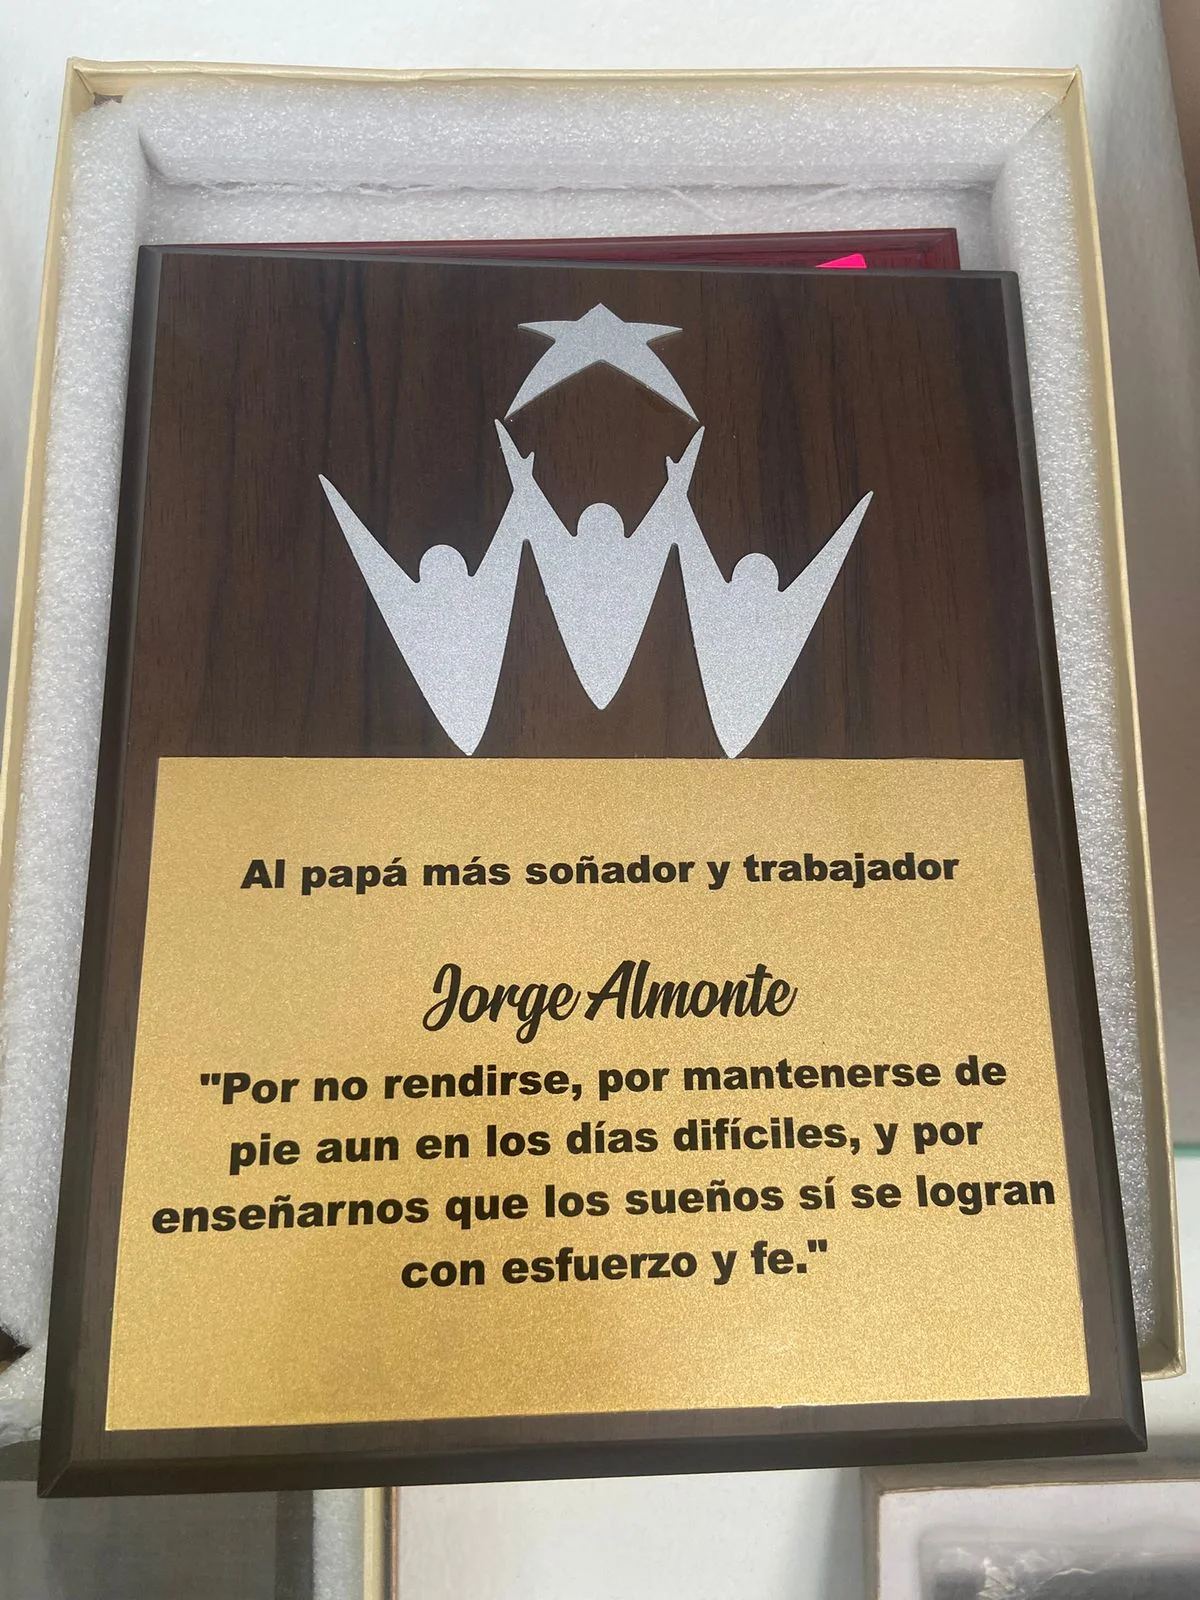 Al papá más soñador y trabajador
Jorge Almonte
"Por no rendirse, por mantenerse de
pie aun en los días difíciles, y por
enseñarnos que los sueños sí se logran
con esfuerzo y fe."